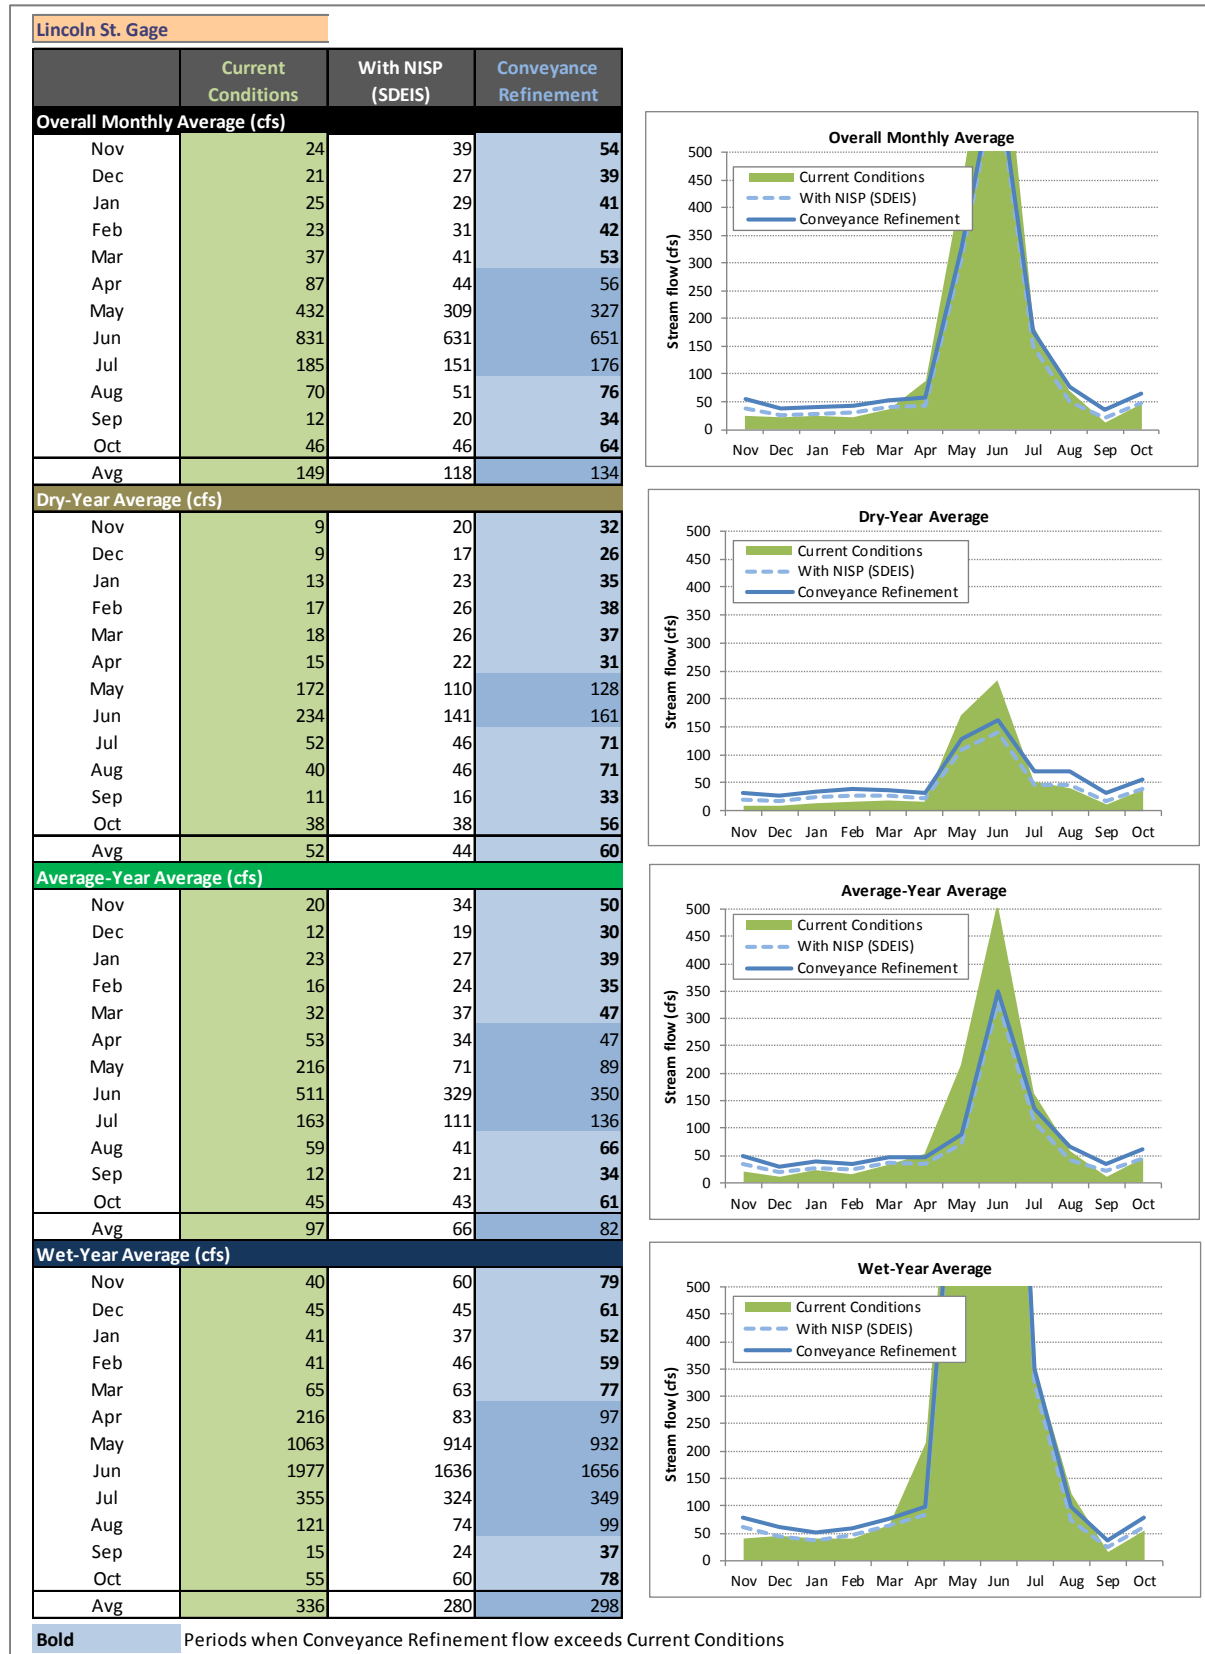 Lincoln St. Gage
Current Conditions With NISP (SDEIS) Conveyance Refinement
Overall Monthly Average (cfs)
Nov 24 39 54
Dec 21 27 39
Jan 25 29 41
Feb 23 31 42
Mar 37 41 53
Apr 87 44 56
May 432 309 327
Jun 831 631 651
Jul 185 151 176
Aug 70 51 76
Sep 12 20 34
Oct 46 46 64
Avg 149 118 134
Dry-Year Average (cfs)
Nov 9 20 32
Dec 9 17 26
Jan 13 23 35
Feb 17 26 38
Mar 18 26 37
Apr 15 22 31
May 172 110 128
Jun 234 141 161
Jul 52 46 71
Aug 40 46 71
Sep 11 16 33
Oct 38 38 56
Avg 52 44 60
Average-Year Average (cfs)
Nov 20 34 50
Dec 12 19 30
Jan 23 27 39
Feb 16 24 35
Mar 32 37 47
Apr 53 34 47
May 216 71 89
Jun 511 329 350
Jul 163 111 136
Aug 59 41 66
Sep 12 21 34
Oct 45 43 61
Avg 97 66 82
Wet-Year Average (cfs)
Nov 40 60 79
Dec 45 45 61
Jan 41 37 52
Feb 41 46 59
Mar 65 63 77
Apr 216 83 97
May 1063 914 932
Jun 1977 1636 1656
Jul 355 324 349
Aug 121 74 99
Sep 15 24 37
Oct 55 60 78
Avg 336 280 298
Bold Periods when Conveyance Refinement flow exceeds Current Conditions
Overall Monthly Average
Stream flow (cfs)
500
450
400
350
300
250
200
150
100
50
0
Current Conditions
With NISP (SDEIS)
Conveyance Refinement
Nov Dec Jan Feb Mar Apr May Jun Jul Aug Sep Oct
Dry-Year Average
Stream flow (cfs)
500
450
400
350
300
250
200
150
100
50
0
Current Conditions
With NISP (SDEIS)
Conveyance Refinement
Nov Dec Jan Feb Mar Apr May Jun Jul Aug Sep Oct
Average-Year Average
Stream flow (cfs)
500
450
400
350
300
250
200
150
100
50
0
Current Conditions
With NISP (SDEIS)
Conveyance Refinement
Nov Dec Jan Feb Mar Apr May Jun Jul Aug Sep Oct
Wet-Year Average
Stream flow (cfs)
500
450
400
350
300
250
200
150
100
50
0
Current Conditions
With NISP (SDEIS)
Conveyance Refinement
Nov Dec Jan Feb Mar Apr May Jun Jul Aug Sep Oct